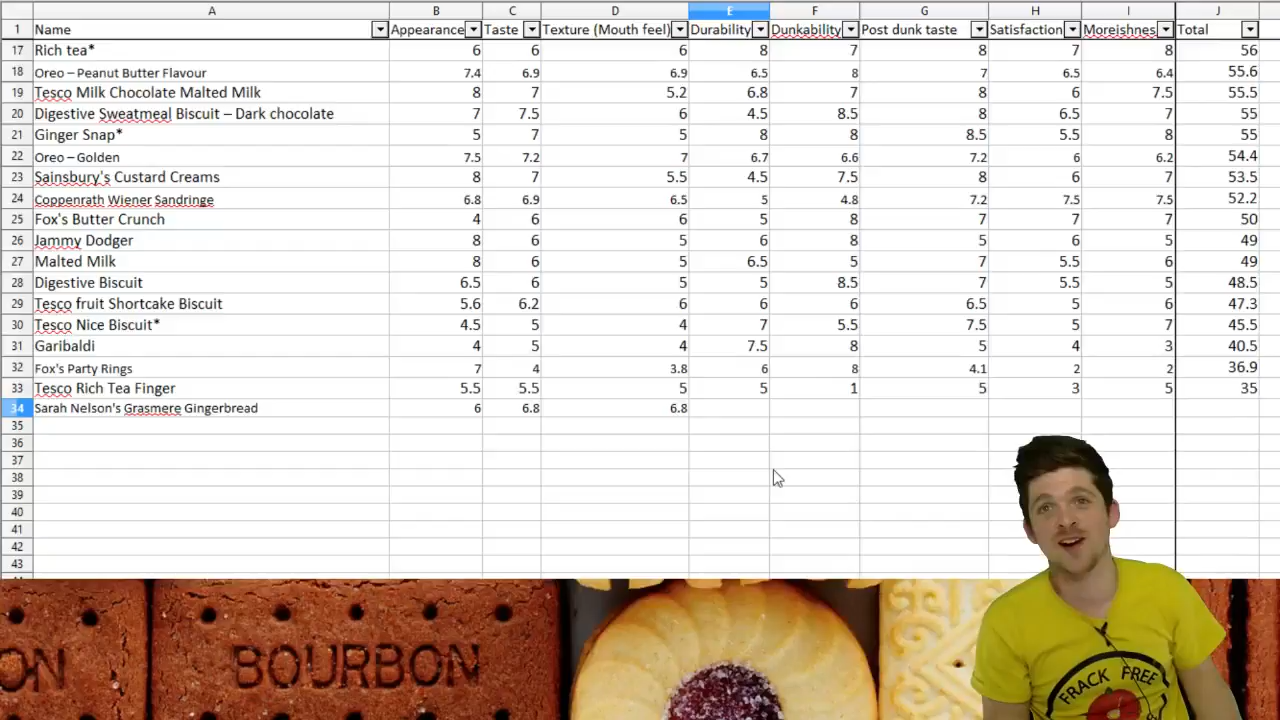 A B C D E F G H I J
1 Name Appearance Taste Texture (Mouth feel) Durability Dunkability Post dunk taste Satisfaction Moreishnes Total
17 Rich tea* 6 6 6 8 7 8 7 8 56
18 Oreo – Peanut Butter Flavour 7.4 6.9 6.9 6.5 8 7 6.5 6.4 55.6
19 Tesco Milk Chocolate Malted Milk 8 7 5.2 6.8 7 8 6 7.5 55.5
20 Digestive Sweatmeal Biscuit – Dark chocolate 7 7.5 6 4.5 8.5 8 6.5 7 55
21 Ginger Snap* 5 7 5 8 8 8.5 5.5 8 55
22 Oreo – Golden 7.5 7.2 7 6.7 6.6 7.2 6 6.2 54.4
23 Sainsbury's Custard Creams 8 7 5.5 4.5 7.5 8 6 7 53.5
24 Coppenrath Wiener Sandringe 6.8 6.9 6.5 5 4.8 7.2 7.5 7.5 52.2
25 Fox's Butter Crunch 4 6 6 5 8 7 7 7 50
26 Jammy Dodger 8 6 5 6 8 5 6 5 49
27 Malted Milk 8 6 5 6.5 5 7 5.5 6 49
28 Digestive Biscuit 6.5 6 5 5 8.5 7 5.5 5 48.5
29 Tesco fruit Shortcake Biscuit 5.6 6.2 6 6 6 6.5 5 6 47.3
30 Tesco Nice Biscuit* 4.5 5 4 7 5.5 7.5 5 7 45.5
31 Garibaldi 4 5 4 7.5 8 5 4 3 40.5
32 Fox's Party Rings 7 4 3.8 6 8 4.1 2 2 36.9
33 Tesco Rich Tea Finger 5.5 5.5 5 5 1 5 3 5 35
34 Sarah Nelson's Grasmere Gingerbread 6 6.8 6.8
35
36
37
38
39
40
41
42
43
ON BOURBON
FRACK FREE